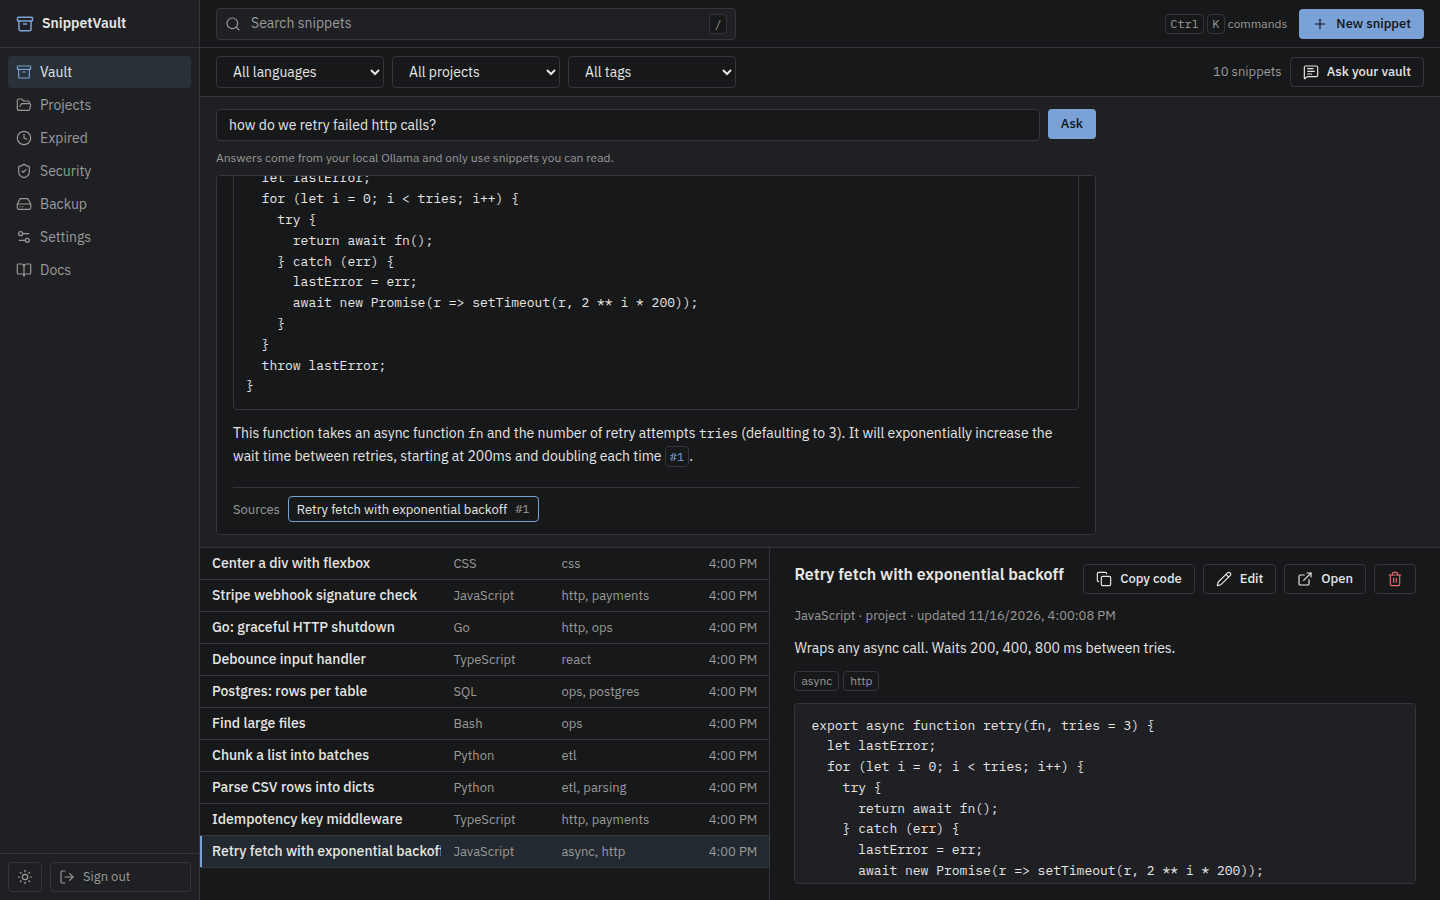 SnippetVault
Search snippets
/
Ctrl K commands
New snippet
Vault
Projects
Expired
Security
Backup
Settings
Docs
Sign out
All languages
All projects
All tags
10 snippets
Ask your vault
how do we retry failed http calls?
Ask
Answers come from your local Ollama and only use snippets you can read.
let lastError;
for (let i = 0; i < tries; i++) {
try {
return await fn();
} catch (err) {
lastError = err;
await new Promise(r => setTimeout(r, 2 ** i * 200));
}
}
throw lastError;
}
This function takes an async function fn and the number of retry attempts tries (defaulting to 3). It will exponentially increase the
wait time between retries, starting at 200ms and doubling each time #1.
Sources Retry fetch with exponential backoff #1
Center a div with flexbox CSS css 4:00 PM
Stripe webhook signature check JavaScript http, payments 4:00 PM
Go: graceful HTTP shutdown Go http, ops 4:00 PM
Debounce input handler TypeScript react 4:00 PM
Postgres: rows per table SQL ops, postgres 4:00 PM
Find large files Bash ops 4:00 PM
Chunk a list into batches Python etl 4:00 PM
Parse CSV rows into dicts Python etl, parsing 4:00 PM
Idempotency key middleware TypeScript http, payments 4:00 PM
Retry fetch with exponential backoff JavaScript async, http 4:00 PM
Retry fetch with exponential backoff
Copy code
Edit
Open
JavaScript · project · updated 11/16/2026, 4:00:08 PM
Wraps any async call. Waits 200, 400, 800 ms between tries.
async http
export async function retry(fn, tries = 3) {
let lastError;
for (let i = 0; i < tries; i++) {
try {
return await fn();
} catch (err) {
lastError = err;
await new Promise(r => setTimeout(r, 2 ** i * 200));